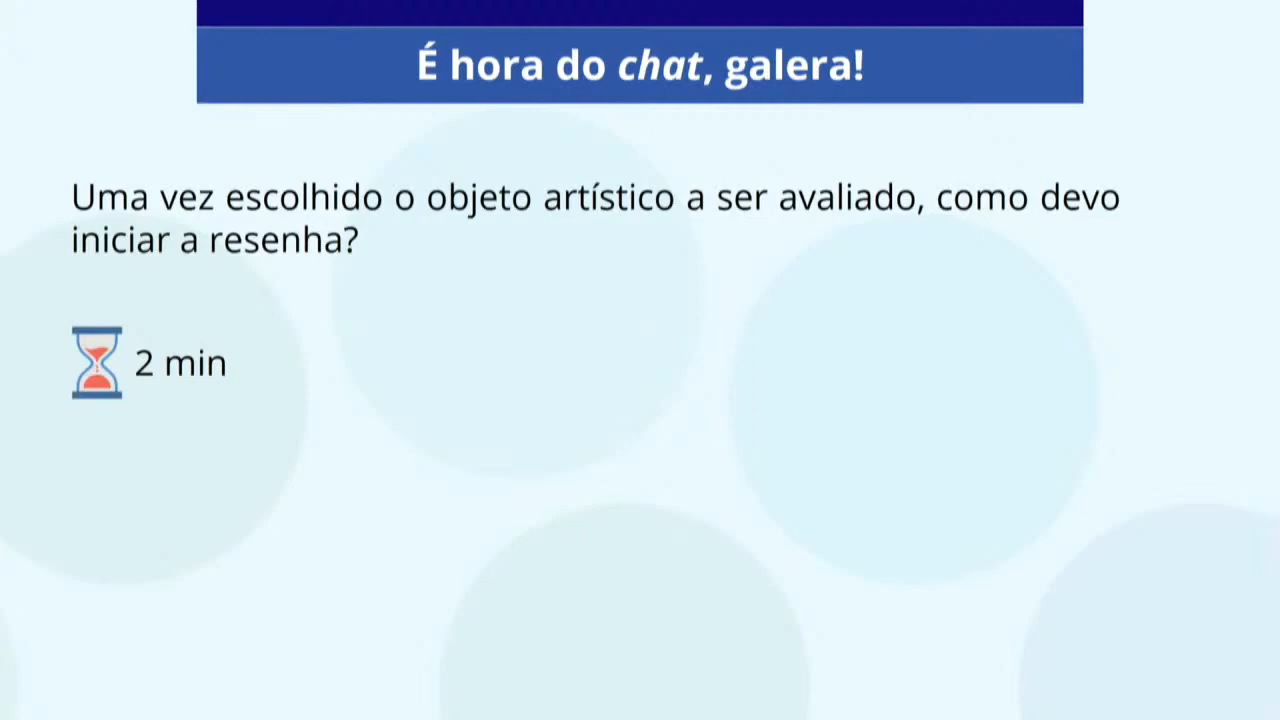 É hora do chat, galera!
Uma vez escolhido o objeto artístico a ser avaliado, como devo
iniciar a resenha?
2 min